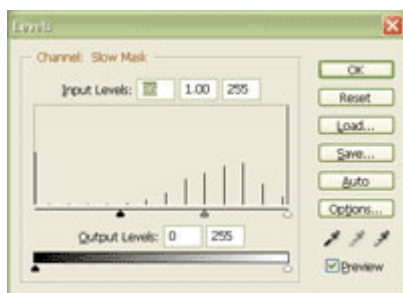 Levels
Channel: Slow Mask
Input Levels: 1.00 255
Output Levels: 0 255
OK
Reset
Load...
Save...
Auto
Options...
Preview